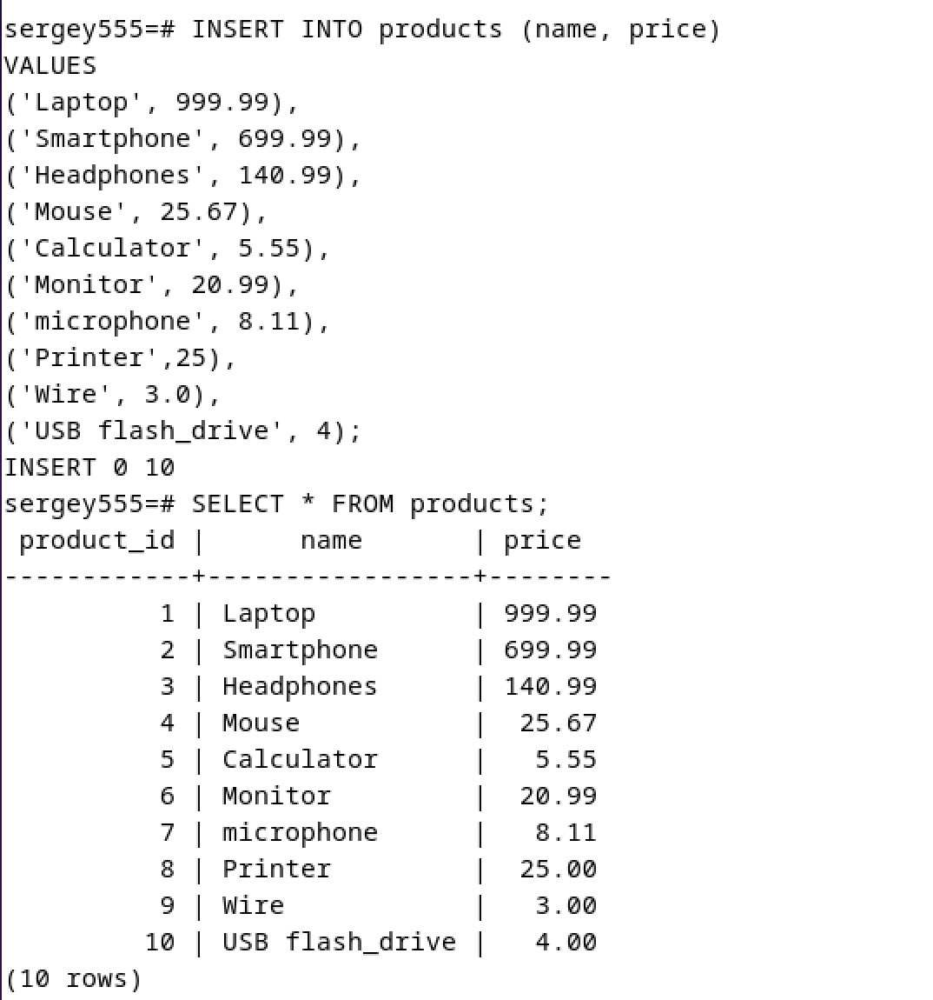 sergey555=# INSERT INTO products (name, price)
VALUES
('Laptop', 999.99),
('Smartphone', 699.99),
('Headphones', 140.99),
('Mouse', 25.67),
('Calculator', 5.55),
('Monitor', 20.99),
('microphone', 8.11),
('Printer',25),
('Wire', 3.0),
('USB flash_drive', 4);
INSERT 0 10
sergey555=# SELECT * FROM products;
 product_id |      name       | price
------------+-----------------+--------
          1 | Laptop          | 999.99
          2 | Smartphone      | 699.99
          3 | Headphones      | 140.99
          4 | Mouse           |  25.67
          5 | Calculator      |   5.55
          6 | Monitor         |  20.99
          7 | microphone      |   8.11
          8 | Printer         |  25.00
          9 | Wire            |   3.00
         10 | USB flash_drive |   4.00
(10 rows)